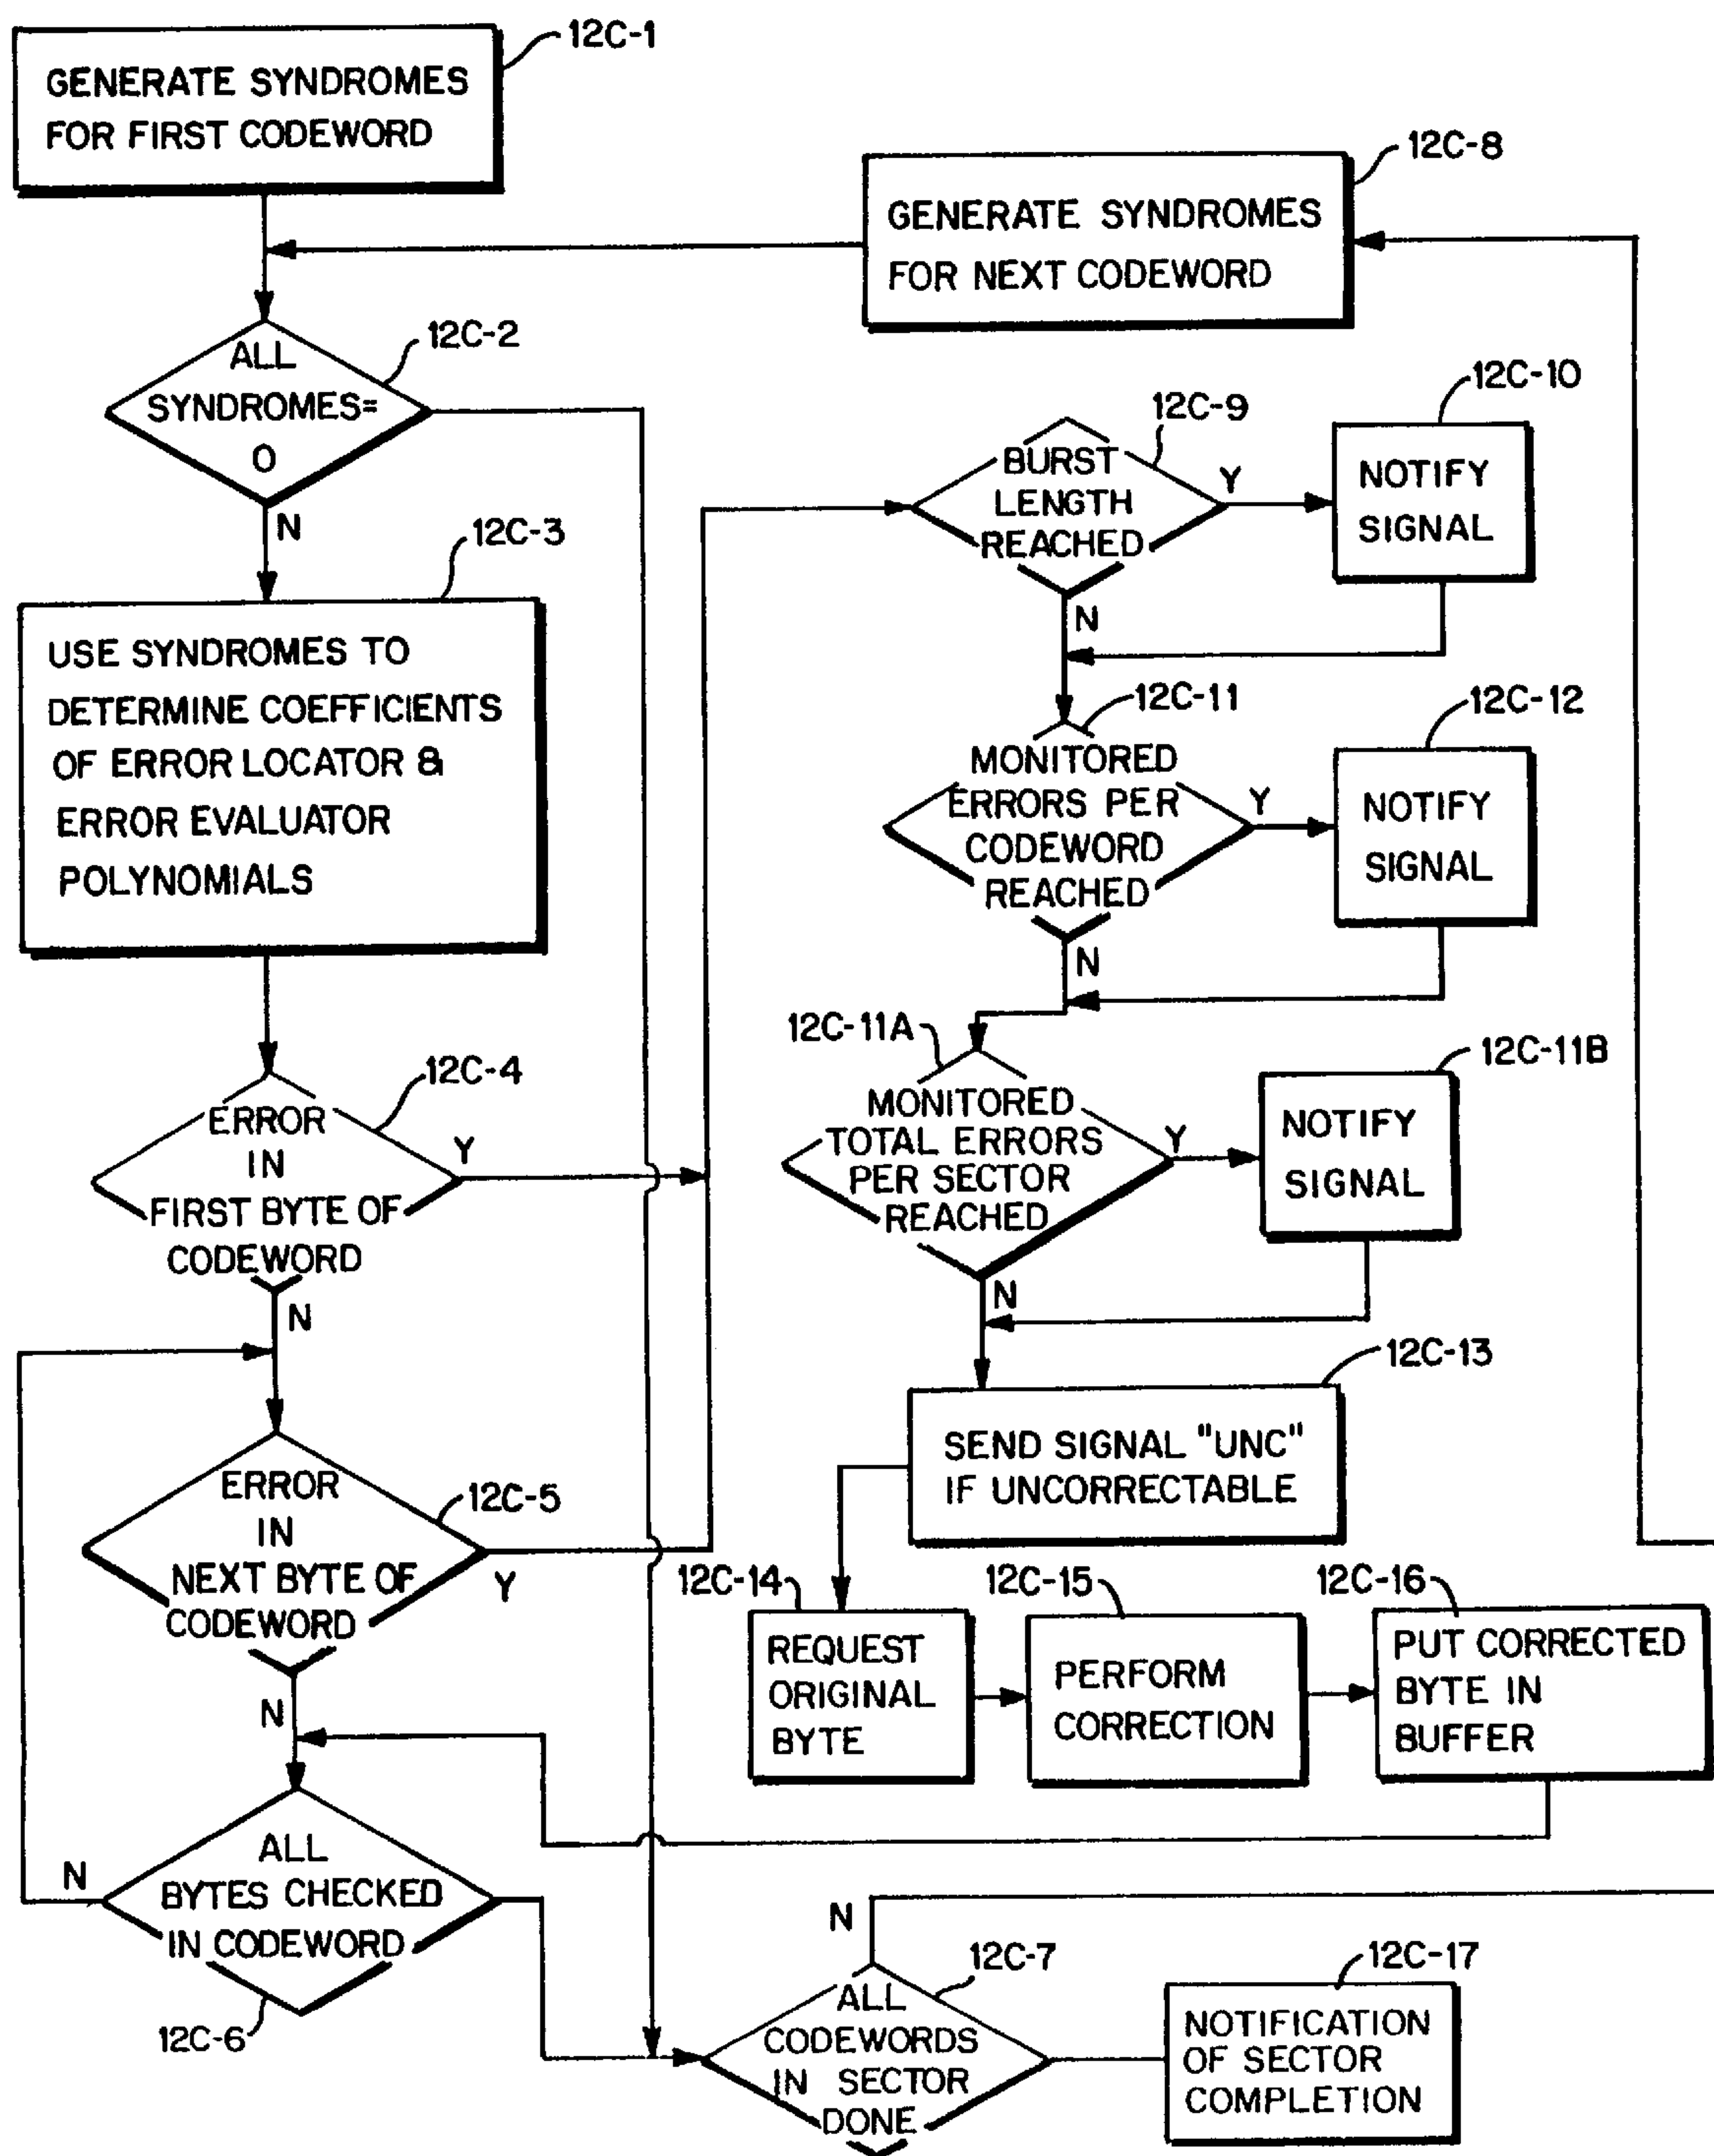 12C-1
GENERATE SYNDROMES
FOR FIRST CODEWORD
12C-8
GENERATE SYNDROMES
FOR NEXT CODEWORD
12C-2
ALL
SYNDROMES=
0
N
12C-3
USE SYNDROMES TO
DETERMINE COEFFICIENTS
OF ERROR LOCATOR &
ERROR EVALUATOR
POLYNOMIALS
12C-4
ERROR
IN
FIRST BYTE OF
CODEWORD
Y
N
12C-5
ERROR
IN
NEXT BYTE OF
CODEWORD
Y
N
ALL
BYTES CHECKED
IN CODEWORD
N
12C-6
12C-9
BURST
LENGTH
REACHED
Y
N
12C-10
NOTIFY
SIGNAL
12C-11
MONITORED
ERRORS PER
CODEWORD
REACHED
Y
N
12C-12
NOTIFY
SIGNAL
12C-11A
MONITORED
TOTAL ERRORS
PER SECTOR
REACHED
Y
N
12C-11B
NOTIFY
SIGNAL
12C-13
SEND SIGNAL "UNC"
IF UNCORRECTABLE
12C-14
REQUEST
ORIGINAL
BYTE
12C-15
PERFORM
CORRECTION
12C-16
PUT CORRECTED
BYTE IN
BUFFER
N
12C-7
ALL
CODEWORDS
IN SECTOR
DONE
12C-17
NOTIFICATION
OF SECTOR
COMPLETION